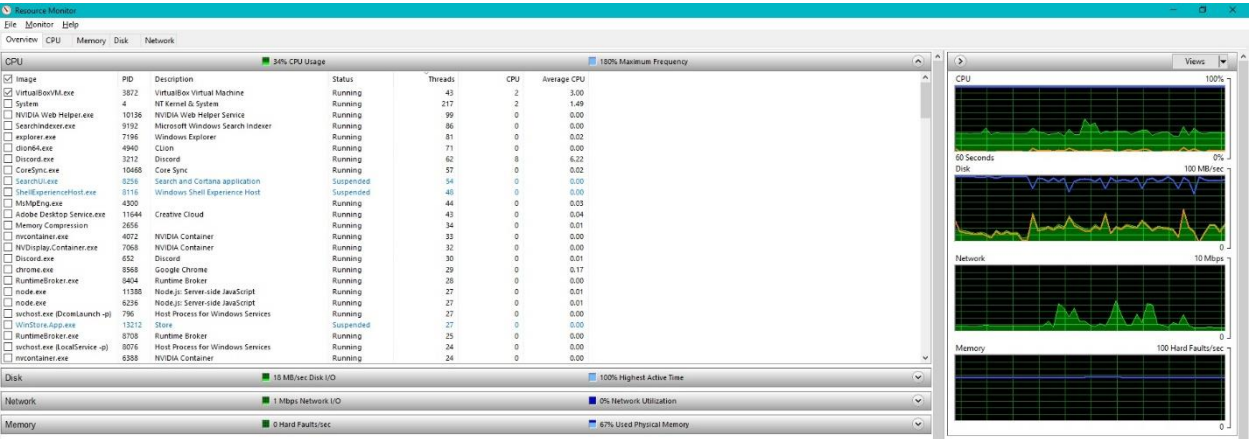 Resource Monitor
File Monitor Help
Overview CPU Memory Disk Network
CPU 34% CPU Usage 180% Maximum Frequency
Image PID Description Status Threads CPU Average CPU
VirtualBoxVM.exe 3872 VirtualBox Virtual Machine Running 43 2 3.00
System 4 NT Kernel & System Running 217 2 1.49
NVIDIA Web Helper.exe 10136 NVIDIA Web Helper Service Running 99 0 0.00
SearchIndexer.exe 9192 Microsoft Windows Search Indexer Running 86 0 0.00
explorer.exe 7196 Windows Explorer Running 81 0 0.02
clion64.exe 4940 CLion Running 71 0 0.00
Discord.exe 3212 Discord Running 62 8 6.22
CoreSync.exe 10468 Core Sync Running 57 0 0.02
SearchUI.exe 8256 Search and Cortana application Suspended 54 0 0.00
ShellExperienceHost.exe 8116 Windows Shell Experience Host Suspended 48 0 0.00
MsMpEng.exe 4300 Running 44 0 0.03
Adobe Desktop Service.exe 11644 Creative Cloud Running 43 0 0.04
Memory Compression 2656 Running 34 0 0.01
nvcontainer.exe 4072 NVIDIA Container Running 33 0 0.00
NVDisplay.Container.exe 7068 NVIDIA Container Running 32 0 0.00
Discord.exe 652 Discord Running 30 0 0.01
chrome.exe 8568 Google Chrome Running 29 0 0.17
RuntimeBroker.exe 8404 Runtime Broker Running 28 0 0.00
node.exe 11388 Node.js: Server-side JavaScript Running 27 0 0.01
node.exe 6236 Node.js: Server-side JavaScript Running 27 0 0.01
svchost.exe (DcomLaunch -p) 796 Host Process for Windows Services Running 27 0 0.00
WinStore.App.exe 13212 Store Suspended 27 0 0.00
RuntimeBroker.exe 8708 Runtime Broker Running 25 0 0.00
svchost.exe (LocalService -p) 8076 Host Process for Windows Services Running 24 0 0.00
nvcontainer.exe 6388 NVIDIA Container Running 24 0 0.00
Disk 18 MB/sec Disk I/O 100% Highest Active Time
Network 1 Mbps Network I/O 0% Network Utilization
Memory 0 Hard Faults/sec 67% Used Physical Memory
Views
CPU 100%
60 Seconds 0%
Disk 100 MB/sec
0
Network 10 Mbps
0
Memory 100 Hard Faults/sec
0